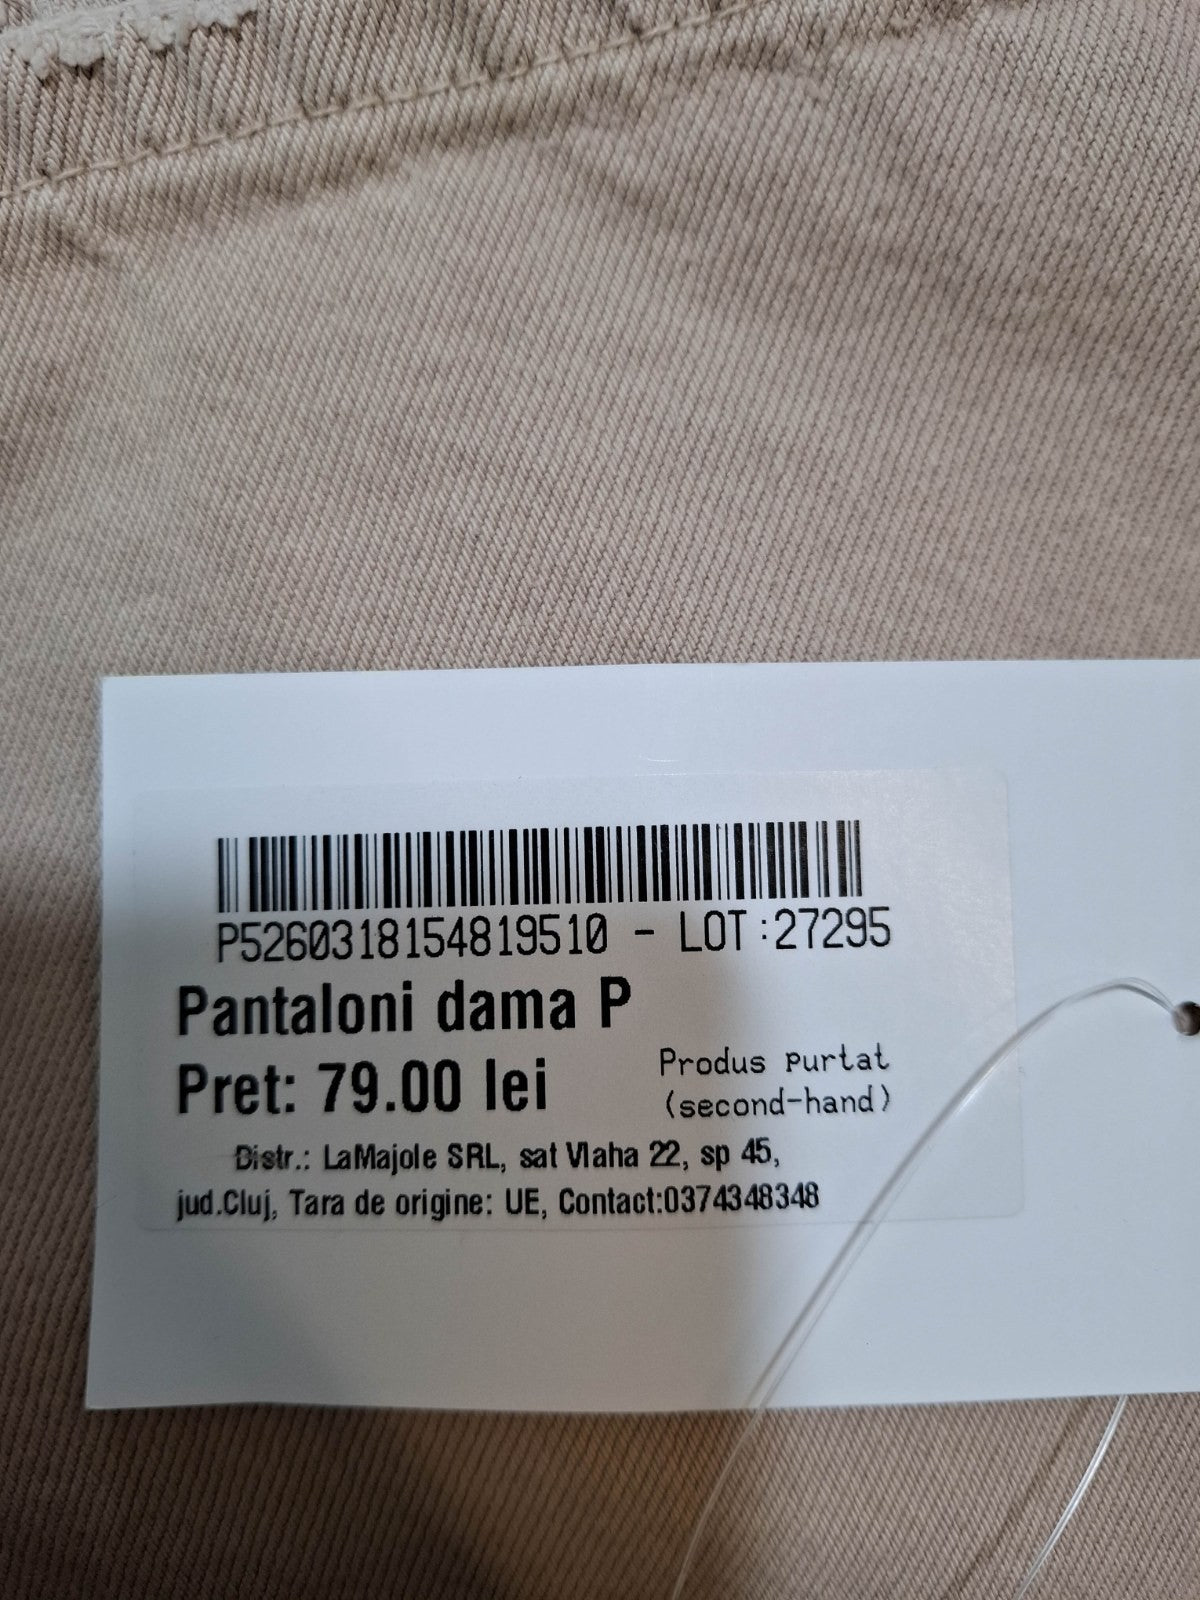 P5260318154819510 - LOT :27295
Pantaloni dama P
Pret: 79.00 lei
Produs purtat
(second-hand)
Distr.: LaMajole SRL, sat Vlaha 22, sp 45,
jud.Cluj, Tara de origine: UE, Contact:0374348348